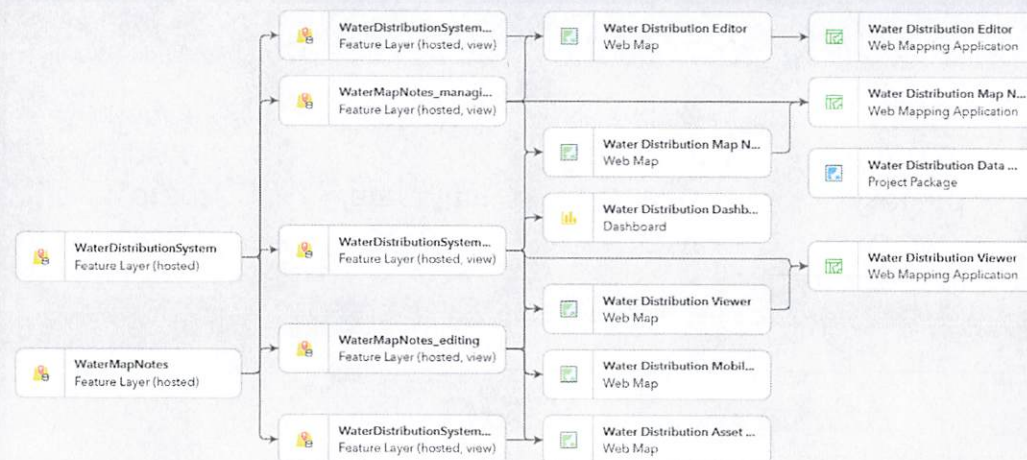 WaterDistributionSystem...
Feature Layer (hosted, view)
WaterMapNotes_managi...
Feature Layer (hosted, view)
WaterDistributionSystem
Feature Layer (hosted)
WaterMapNotes
Feature Layer (hosted)
WaterDistributionSystem...
Feature Layer (hosted, view)
WaterMapNotes_editing
Feature Layer (hosted, view)
WaterDistributionSystem...
Feature Layer (hosted, view)
Water Distribution Editor
Web Map
Water Distribution Map N...
Web Map
Water Distribution Dashb...
Dashboard
Water Distribution Viewer
Web Map
Water Distribution Mobil...
Web Map
Water Distribution Asset ...
Web Map
Water Distribution Editor
Web Mapping Application
Water Distribution Map N...
Web Mapping Application
Water Distribution Data ...
Project Package
Water Distribution Viewer
Web Mapping Application